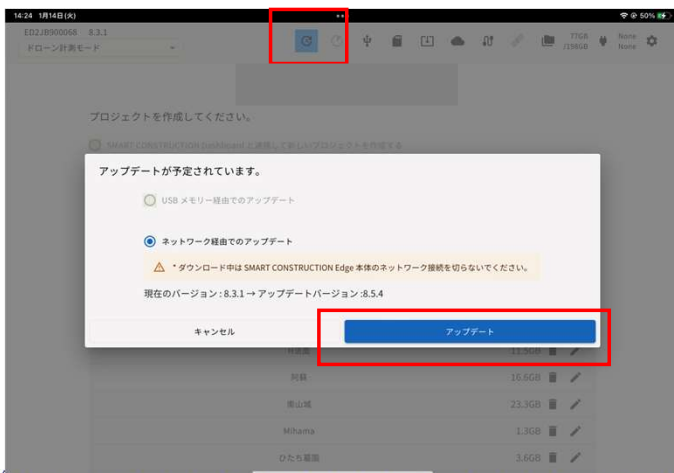 14:24 1月14日(火)
50%
ED2JB900068 8.3.1
ドローン計測モード
77GB
/198GB
None
None
プロジェクトを作成してください。
SMART CONSTRUCTION Dashboard と連携して新しいプロジェクトを作成する
アップデートが予定されています。
USB メモリー経由でのアップデート
ネットワーク経由でのアップデート
* ダウンロード中は SMART CONSTRUCTION Edge 本体のネットワーク接続を切らないでください。
現在のバージョン : 8.3.1 → アップデートバージョン :8.5.4
キャンセル
アップデート
11.5GB
阿蘇
16.6GB
南山城
23.3GB
Mihama
1.3GB
ひたち
3.6GB